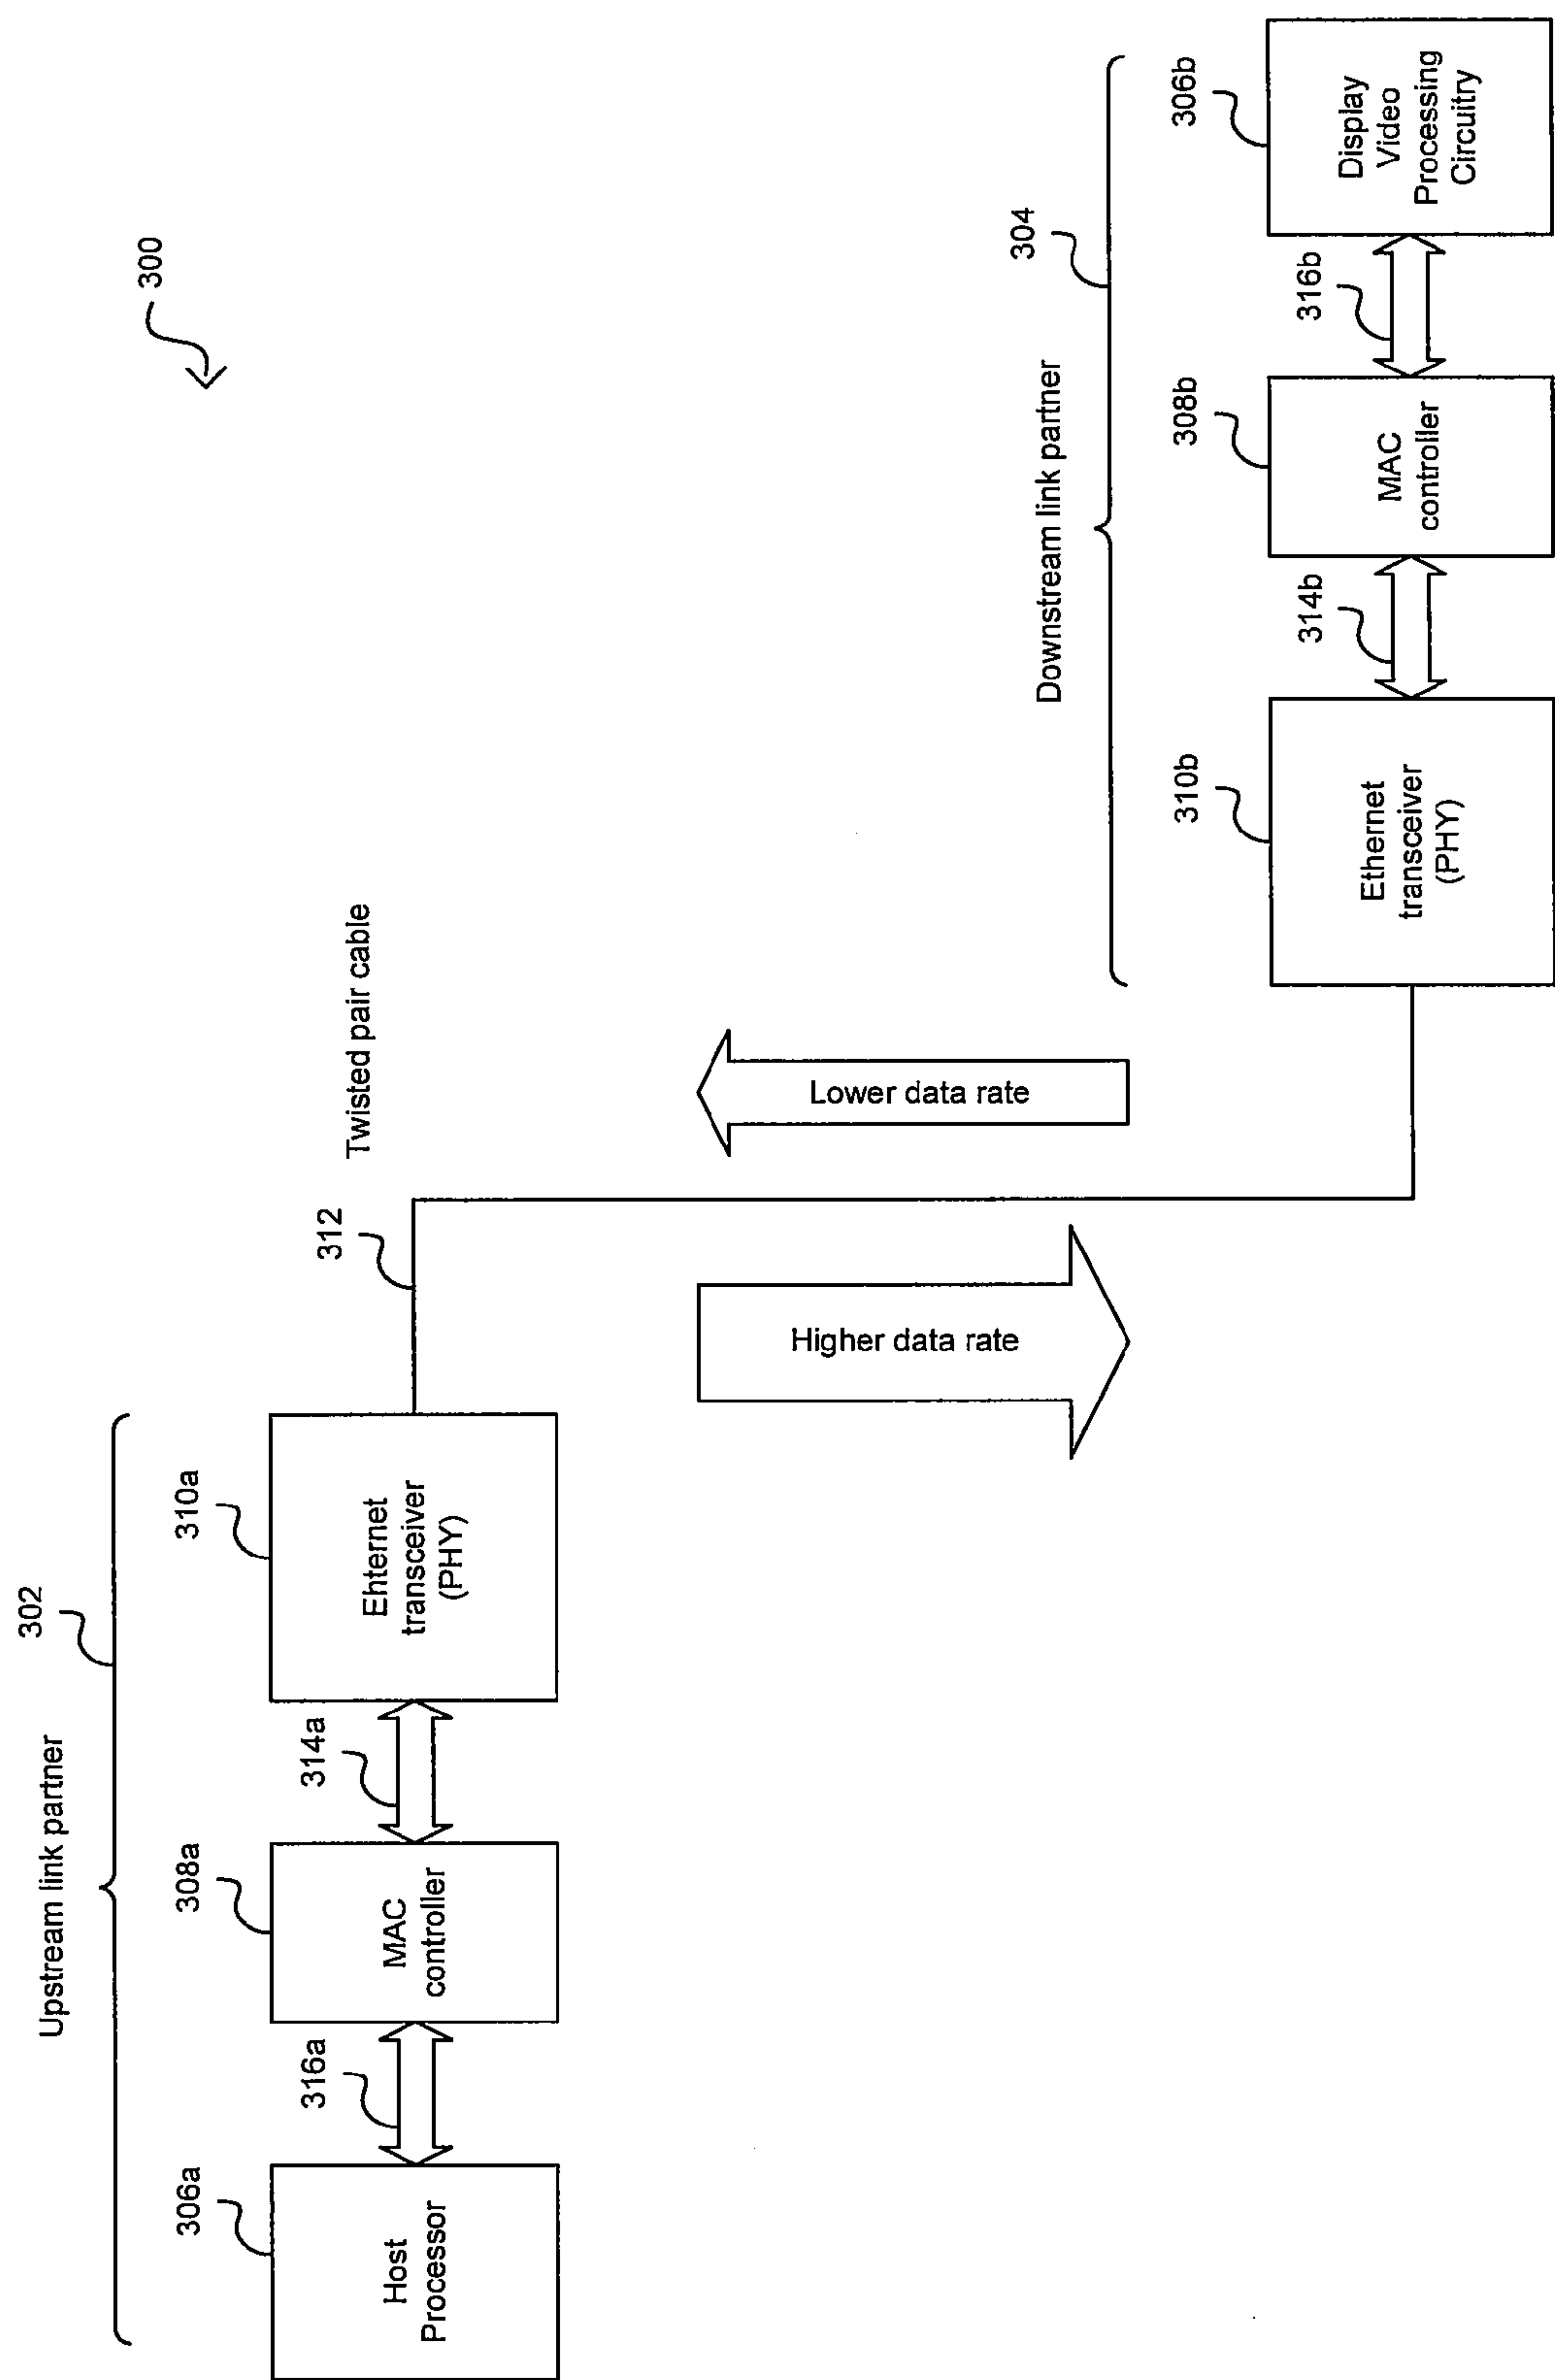 300
Upstream link partner
302
306a
308a
310a
316a
314a
312
Twisted pair cable
Host
Processor
MAC
controller
Ehternet
transceiver
(PHY)
Higher data rate
Lower data rate
Downstream link partner
304
310b
308b
306b
314b
316b
Ethernet
transceiver
(PHY)
MAC
controller
Display
Video
Processing
Circuitry